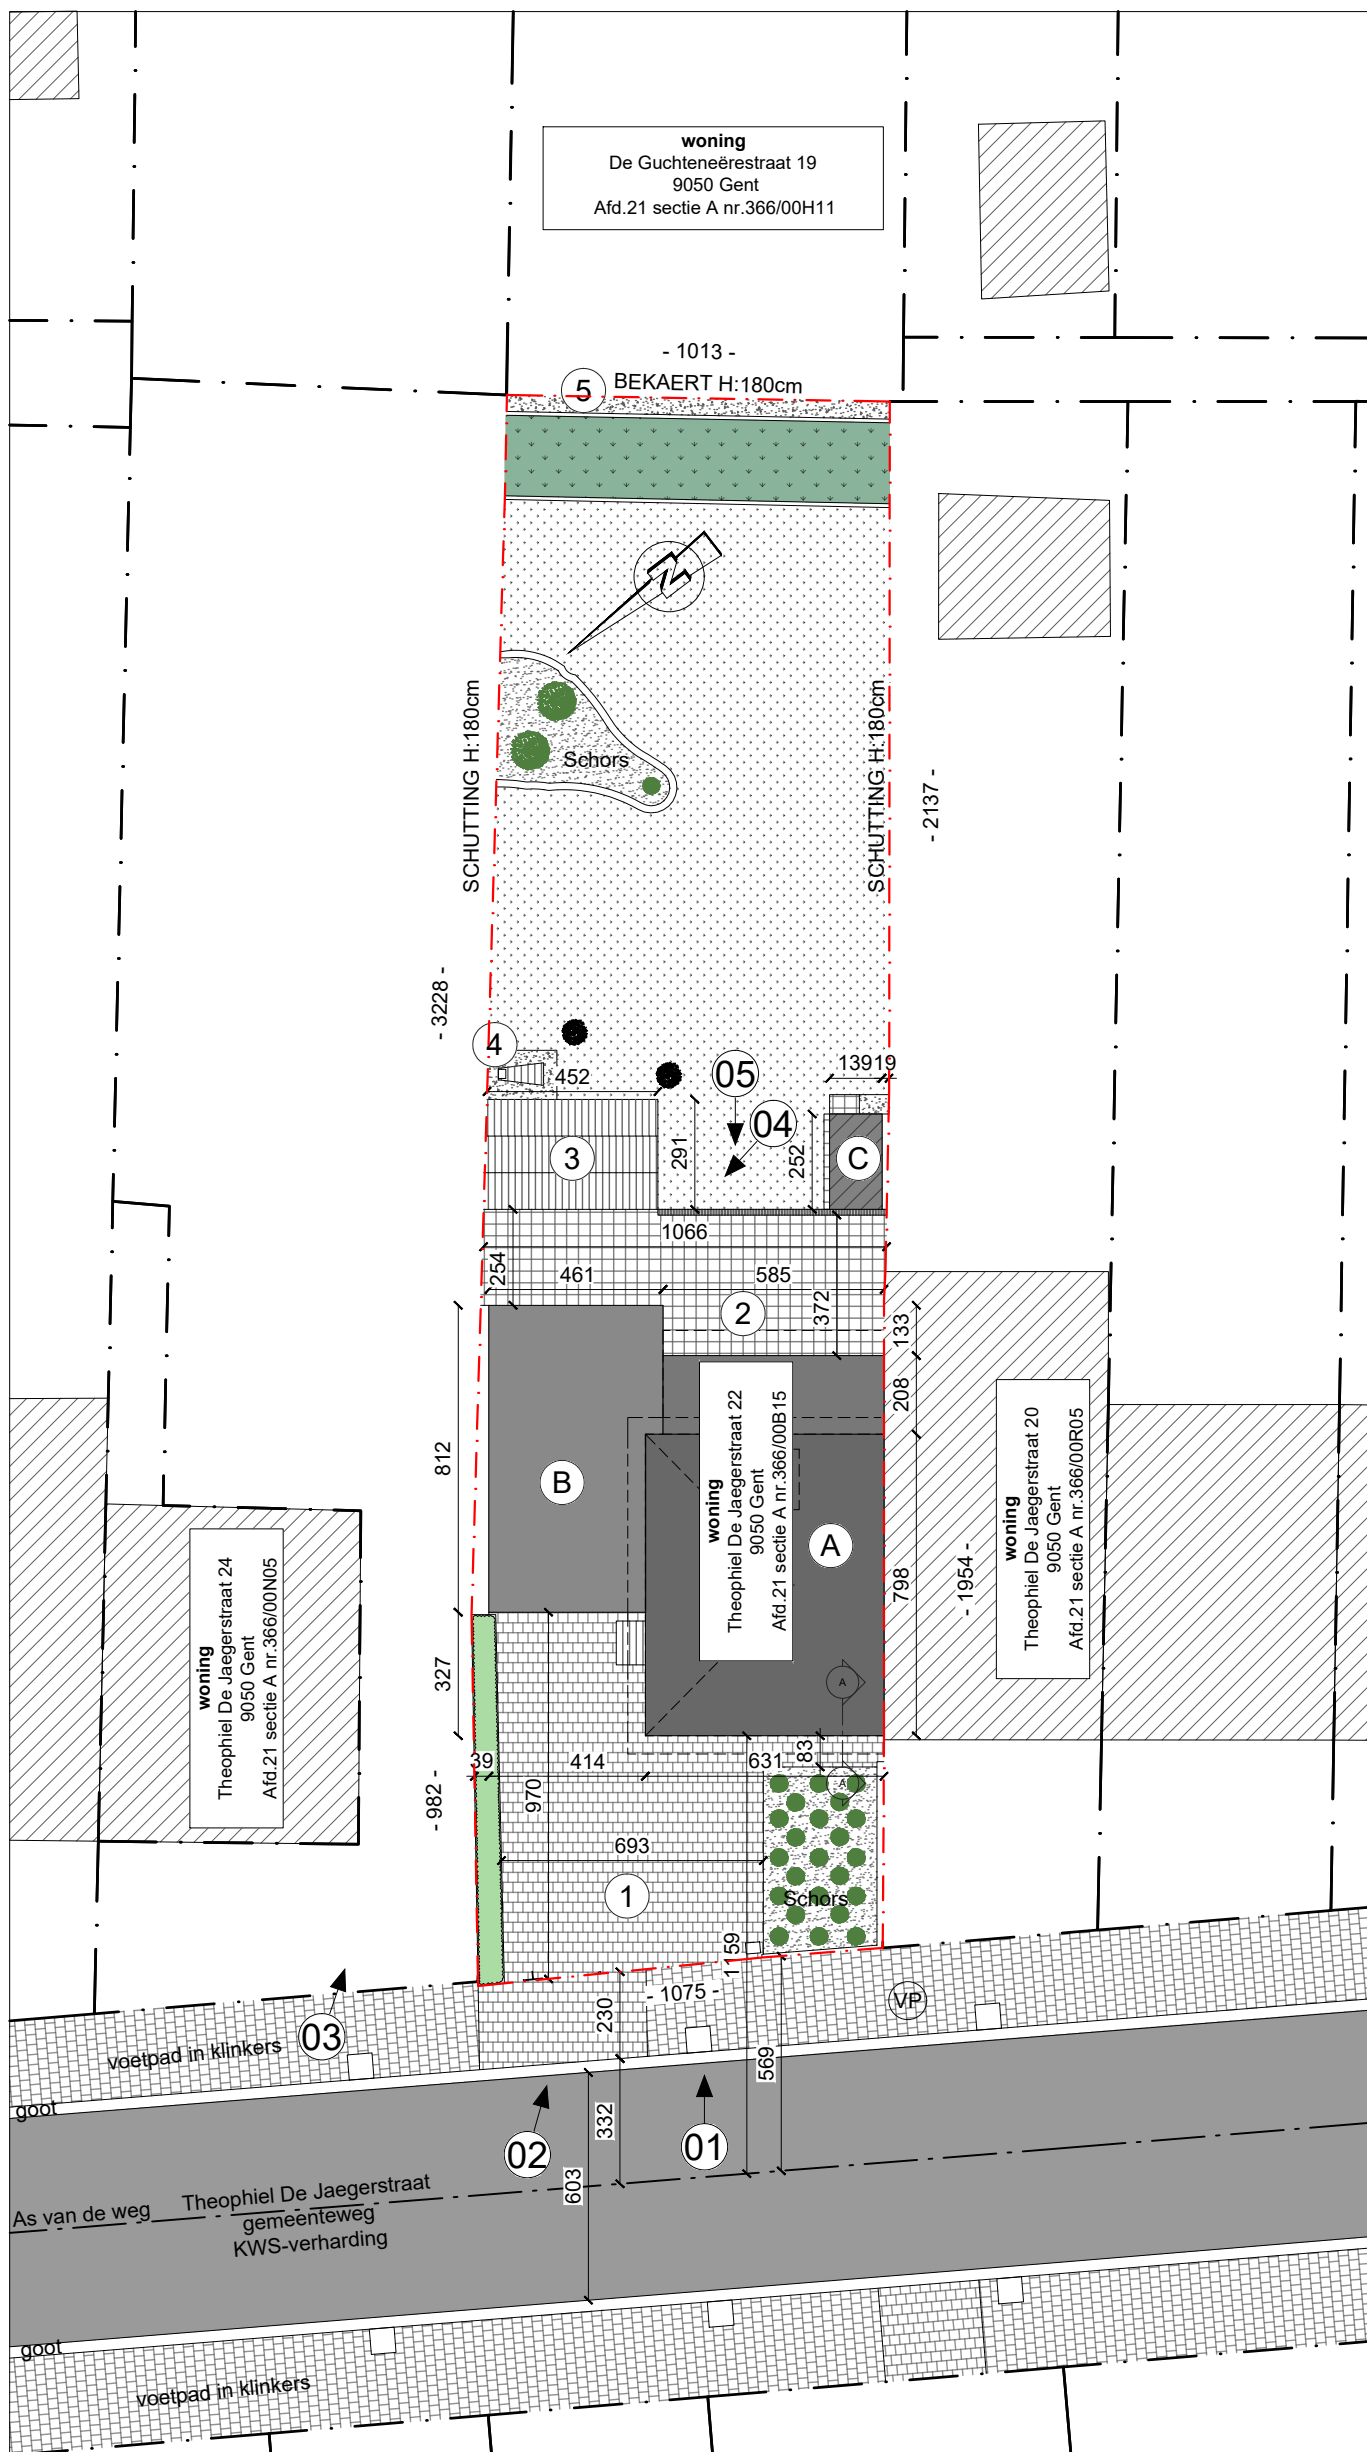 woning
De Guchteneërestraat 19
9050 Gent
Afd.21 sectie A nr.366/00H11
- 1013 -
BEKAERT H:180cm
5
N
SCHUTTING H:180cm
SCHUTTING H:180cm
Schors
- 2137 -
- 3228 -
4
452
05
13919
04
3
291
252
C
1066
254
461
585
2
372
133
208
812
B
woning
Theophiel De Jaegerstraat 22
9050 Gent
Afd.21 sectie A nr.366/00B15
A
798
- 1954 -
woning
Theophiel De Jaegerstraat 20
9050 Gent
Afd.21 sectie A nr.366/00R05
woning
Theophiel De Jaegerstraat 24
9050 Gent
Afd.21 sectie A nr.366/00N05
327
A
39
414
631
83
A
- 982 -
970
693
1
Schors
1159
- 1075 -
230
VP
03
voetpad in klinkers
goot
569
332
02
01
603
As van de weg
Theophiel De Jaegerstraat
gemeenteweg
KWS-verharding
goot
voetpad in klinkers